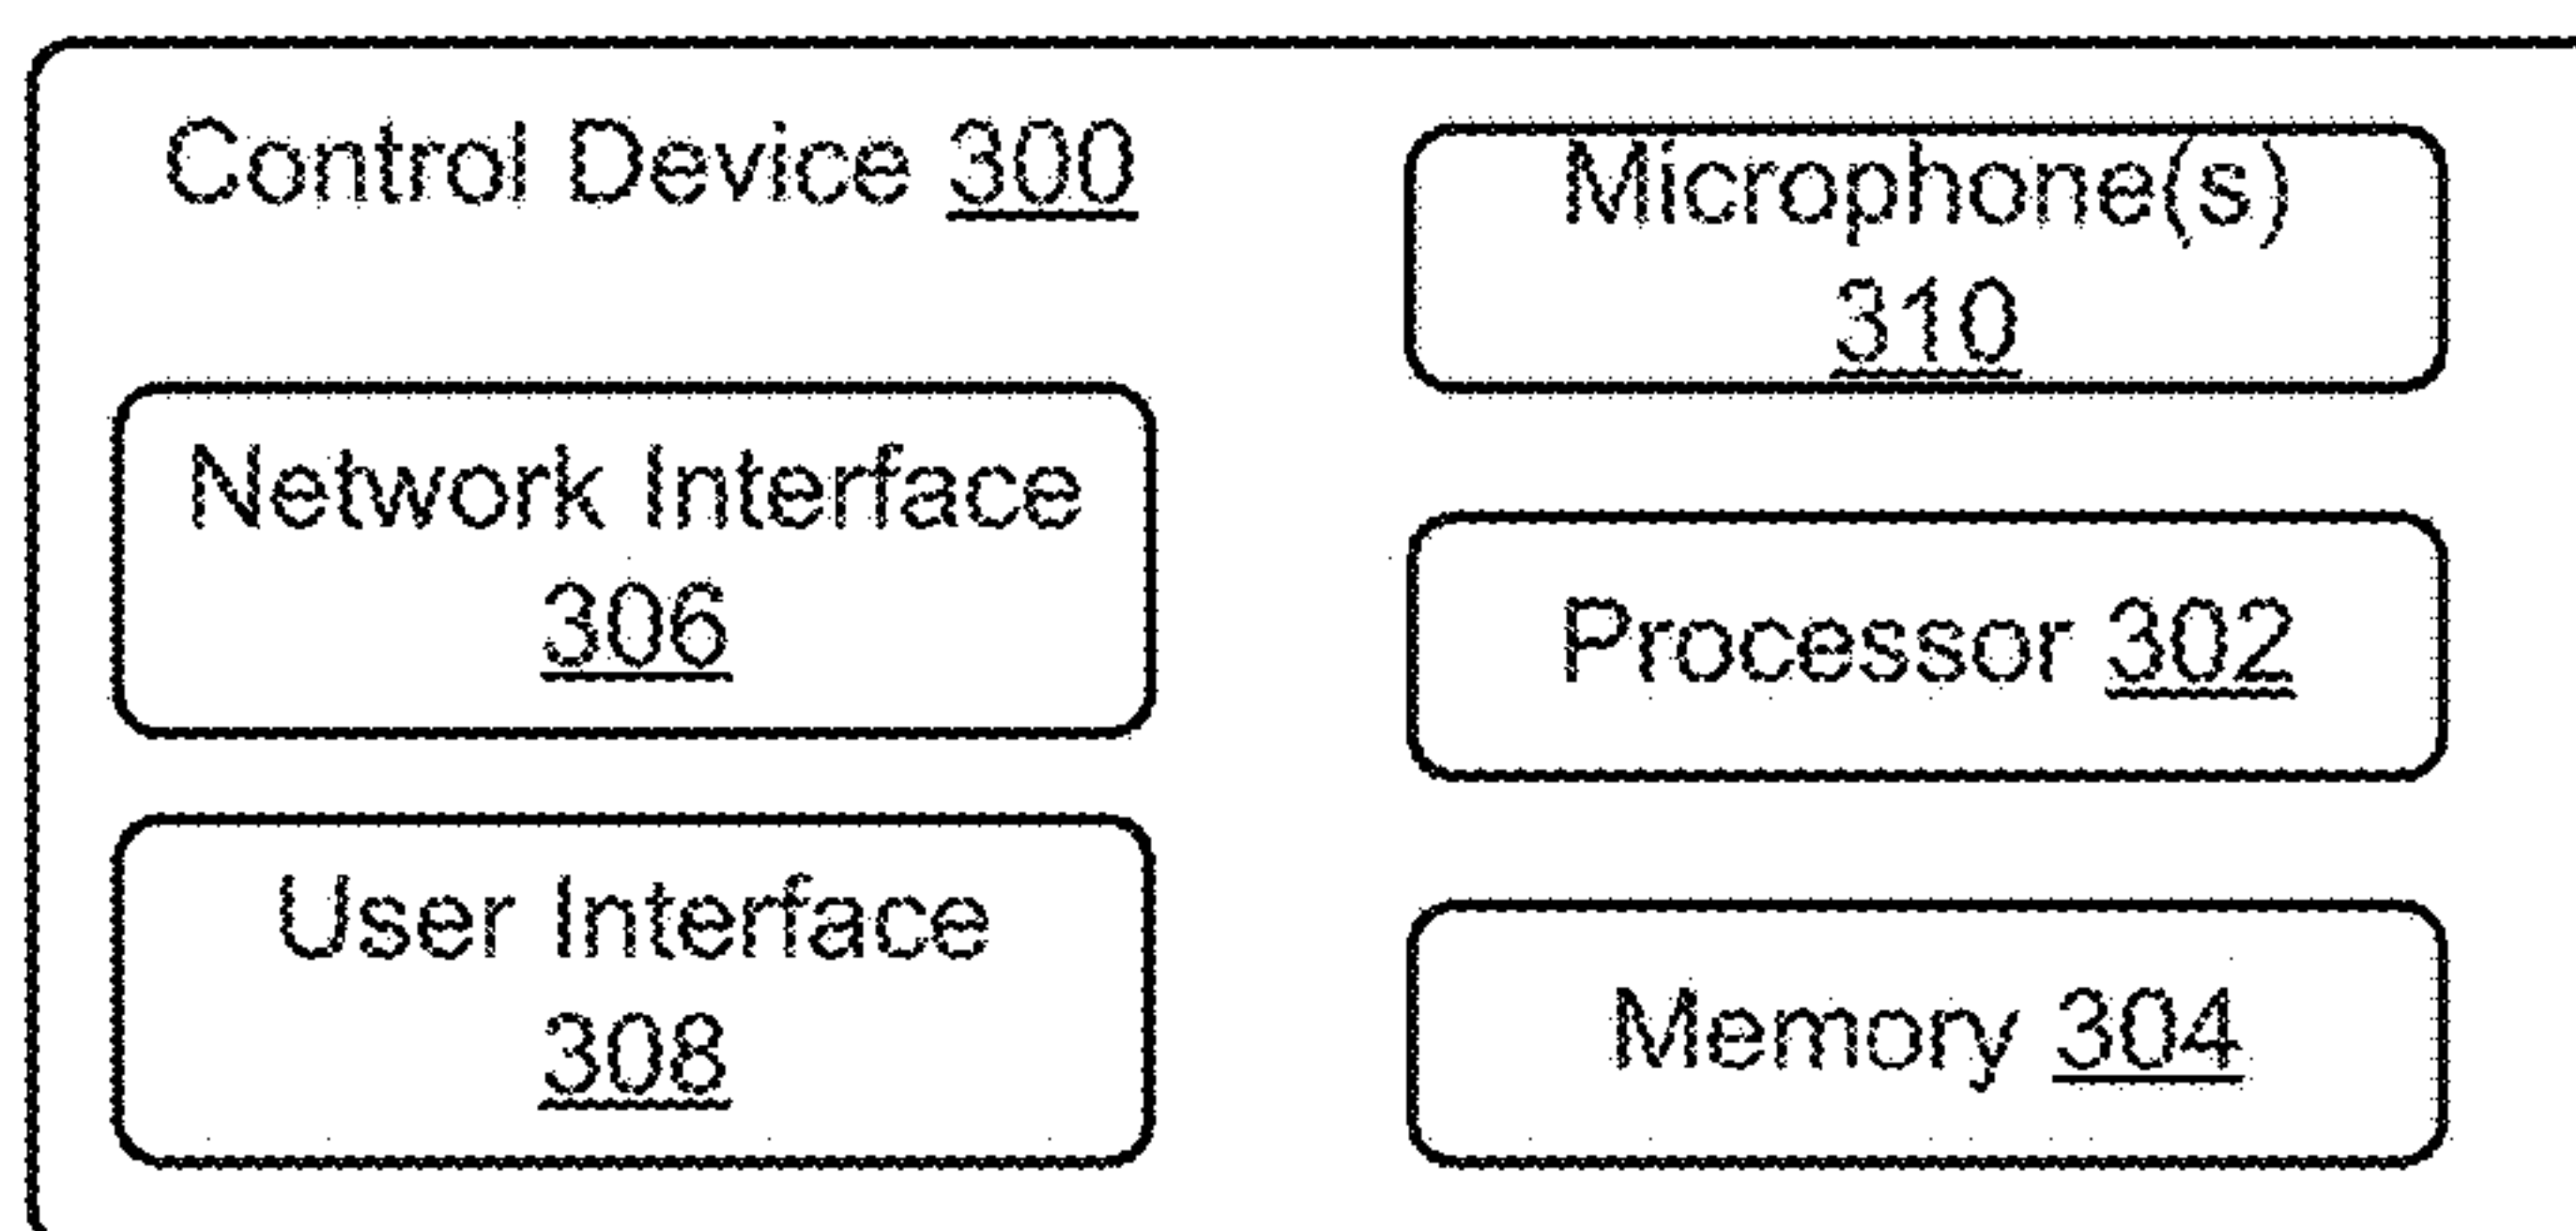 Control Device 300
Microphone(s)
310
Network Interface
306
Processor 302
User Interface
308
Memory 304